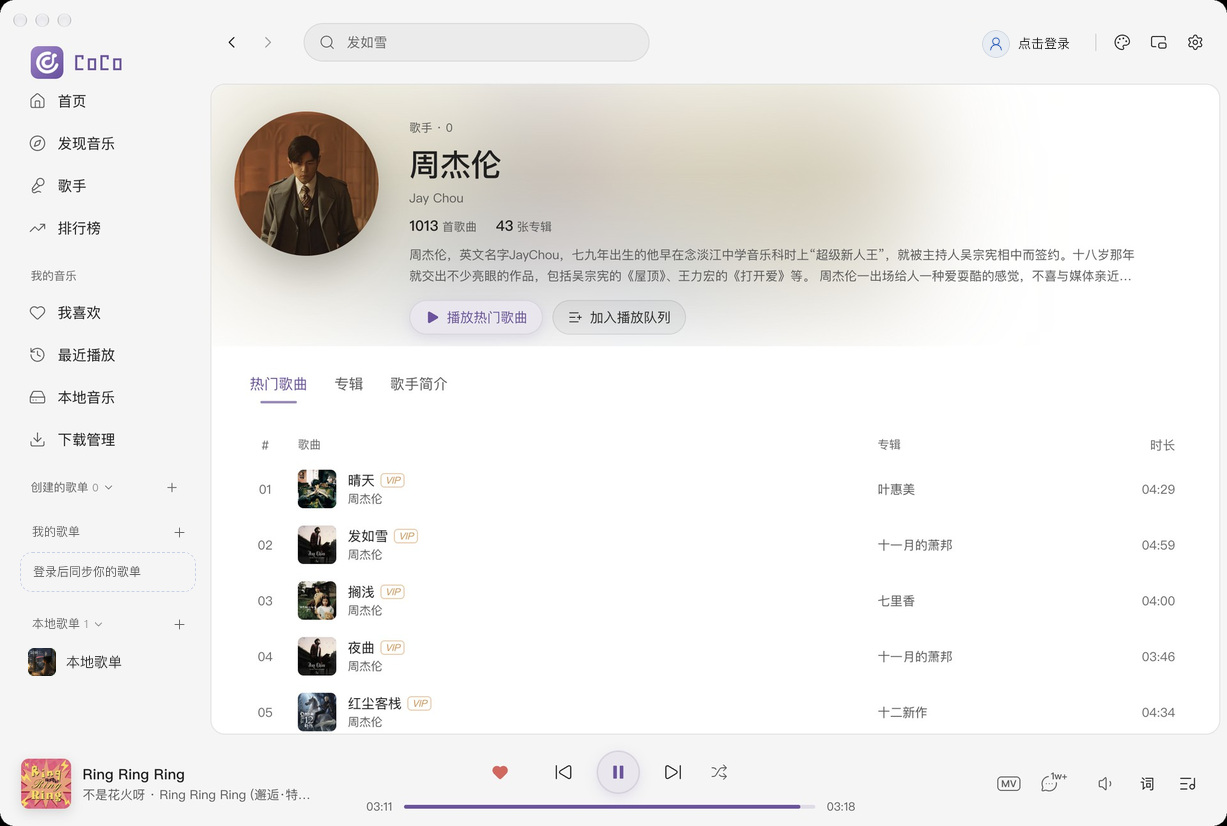 发如雪
点击登录
CoCo
首页
发现音乐
歌手
排行榜
我的音乐
我喜欢
最近播放
本地音乐
下载管理
创建的歌单 0
我的歌单
登录后同步你的歌单
本地歌单 1
本地歌单
歌手 · 0
周杰伦
Jay Chou
1013 首歌曲 43 张专辑
周杰伦，英文名字JayChou，七九年出生的他早在念淡江中学音乐科时上“超级新人王”，就被主持人吴宗宪相中而签约。十八岁那年
就交出不少亮眼的作品，包括吴宗宪的《屋顶》、王力宏的《打开爱》等。 周杰伦一出场给人一种爱耍酷的感觉，不喜与媒体亲近...
播放热门歌曲 加入播放队列
热门歌曲 专辑 歌手简介
# 歌曲 专辑 时长
01 晴天 VIP 叶惠美 04:29
周杰伦
02 发如雪 VIP 十一月的萧邦 04:59
周杰伦
03 搁浅 VIP 七里香 04:00
周杰伦
04 夜曲 VIP 十一月的萧邦 03:46
周杰伦
05 红尘客栈 VIP 十二新作 04:34
周杰伦
Ring
Ring
Ring
Ring Ring Ring
不是花火呀 · Ring Ring Ring (邂逅·特...
03:11 03:18
MV
1w+
词